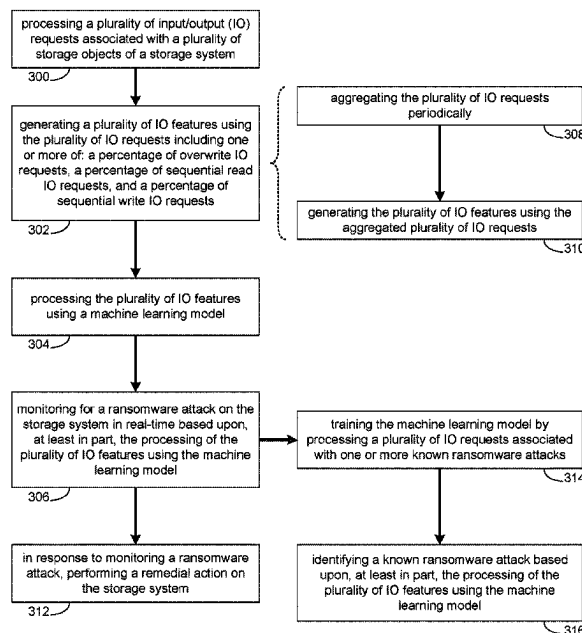 processing a plurality of input/output (IO)
requests associated with a plurality of
storage objects of a storage system
300
generating a plurality of IO features using
the plurality of IO requests including one
or more of: a percentage of overwrite IO
requests, a percentage of sequential read
IO requests, and a percentage of
sequential write IO requests
302
aggregating the plurality of IO requests
periodically
308
generating the plurality of IO features using
the aggregated plurality of IO requests
310
processing the plurality of IO features
using a machine learning model
304
monitoring for a ransomware attack on the
storage system in real-time based upon,
at least in part, the processing of the
plurality of IO features using the machine
learning model
306
training the machine learning model by
processing a plurality of IO requests associated
with one or more known ransomware attacks
314
in response to monitoring a ransomware
attack, performing a remedial action on
the storage system
312
identifying a known ransomware attack based
upon, at least in part, the processing of the
plurality of IO features using the machine
learning model
316